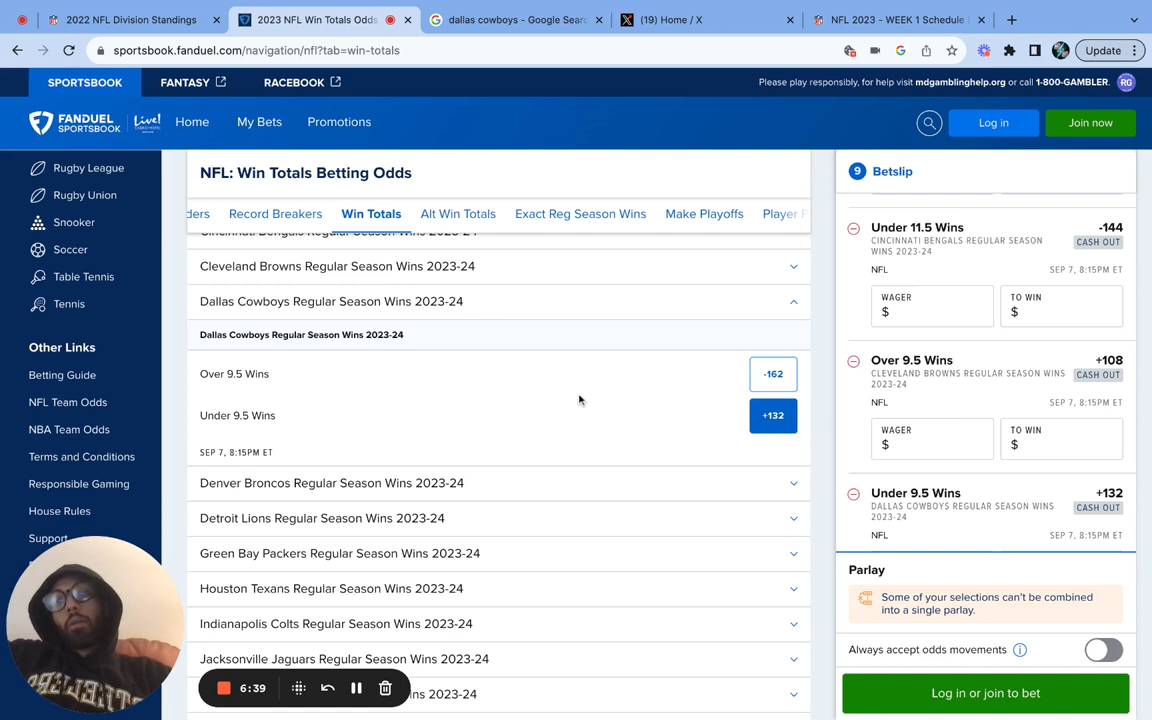 2022 NFL Division Standings
2023 NFL Win Totals Odds
dallas cowboys - Google Sear
(19) Home / X
NFL 2023 - WEEK 1 Schedule
sportsbook.fanduel.com/navigation/nfl?tab=win-totals
Update
SPORTSBOOK
FANTASY
RACEBOOK
Please play responsibly, for help visit mdgamblinghelp.org or call 1-800-GAMBLER.
RG
FANDUEL
SPORTSBOOK
Live!
Home
My Bets
Promotions
Log in
Join now
Rugby League
Rugby Union
Snooker
Soccer
Table Tennis
Tennis
Other Links
Betting Guide
NFL Team Odds
NBA Team Odds
Terms and Conditions
Responsible Gaming
House Rules
Support
NFL: Win Totals Betting Odds
ders
Record Breakers
Win Totals
Alt Win Totals
Exact Reg Season Wins
Make Playoffs
Player P
Cincinnati Bengals Regular Season Wins 2023-24
Cleveland Browns Regular Season Wins 2023-24
Dallas Cowboys Regular Season Wins 2023-24
Dallas Cowboys Regular Season Wins 2023-24
Over 9.5 Wins
-162
Under 9.5 Wins
+132
SEP 7, 8:15PM ET
Denver Broncos Regular Season Wins 2023-24
Detroit Lions Regular Season Wins 2023-24
Green Bay Packers Regular Season Wins 2023-24
Houston Texans Regular Season Wins 2023-24
Indianapolis Colts Regular Season Wins 2023-24
Jacksonville Jaguars Regular Season Wins 2023-24
ns 2023-24
6:39
9 Betslip
Under 11.5 Wins
-144
CINCINNATI BENGALS REGULAR SEASON
WINS 2023-24
CASH OUT
NFL
SEP 7, 8:15PM ET
WAGER
$
TO WIN
$
Over 9.5 Wins
+108
CLEVELAND BROWNS REGULAR SEASON WINS
2023-24
CASH OUT
NFL
SEP 7, 8:15PM ET
WAGER
$
TO WIN
$
Under 9.5 Wins
+132
DALLAS COWBOYS REGULAR SEASON WINS
2023-24
CASH OUT
NFL
SEP 7, 8:15PM ET
Parlay
Some of your selections can't be combined
into a single parlay.
Always accept odds movements
Log in or join to bet